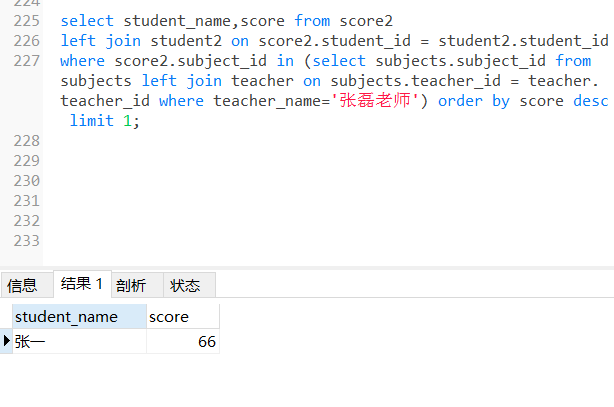 224
225 select student_name,score from score2
226 left join student2 on score2.student_id = student2.student_id
227 where score2.subject_id in (select subjects.subject_id from
subjects left join teacher on subjects.teacher_id = teacher.
teacher_id where teacher_name='张磊老师') order by score desc
limit 1;
228
229
230
231
232
233
信息 结果 1 剖析 状态
student_name score
张一 66